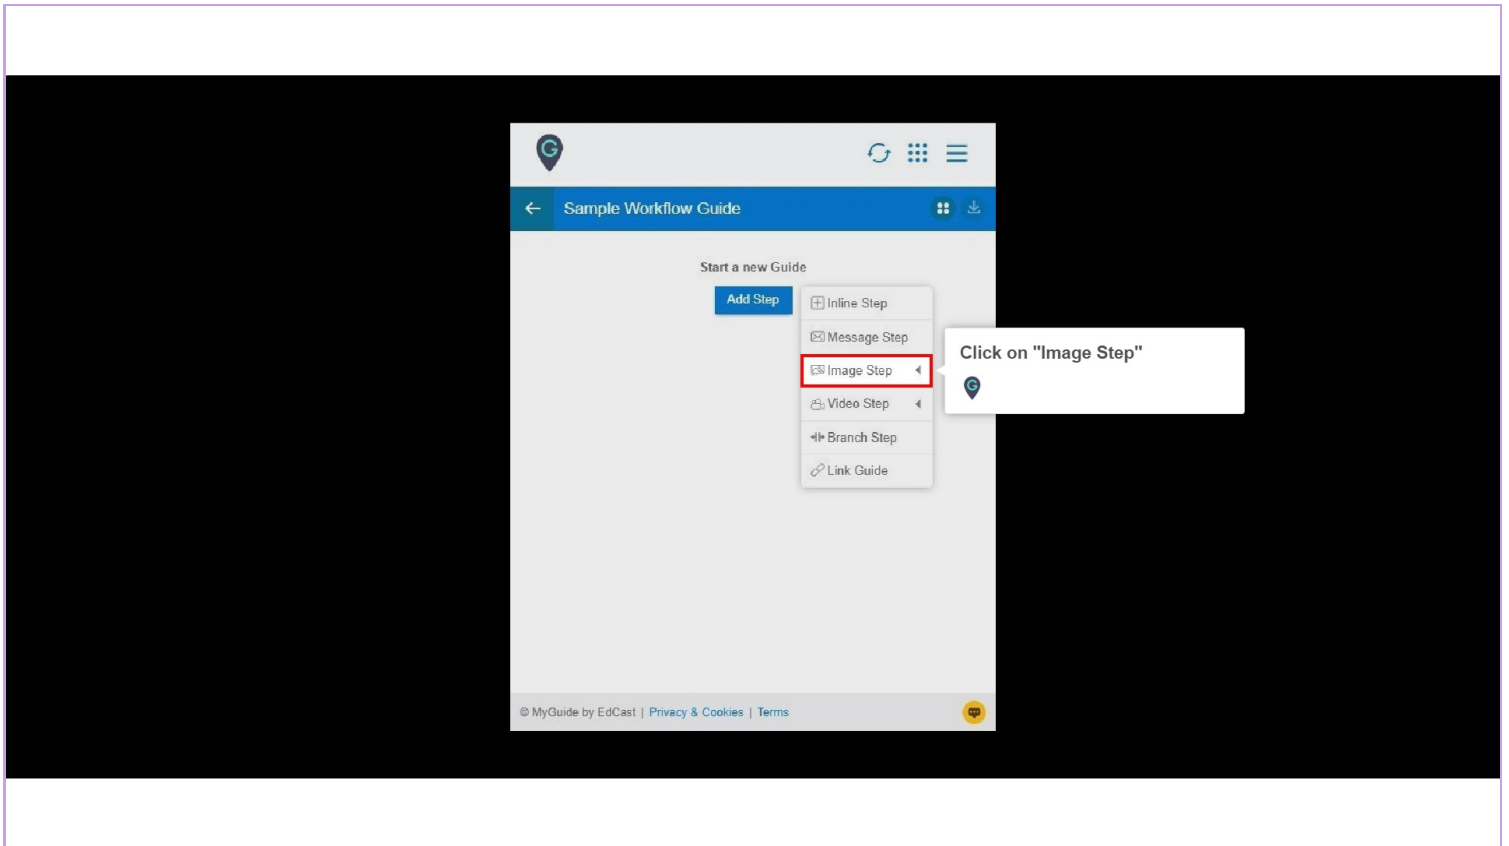 G
Sample Workflow Guide
Start a new Guide
Add Step
Inline Step
Message Step
Image Step
Click on "Image Step"
G
Video Step
Branch Step
Link Guide
© MyGuide by EdCast | Privacy & Cookies | Terms